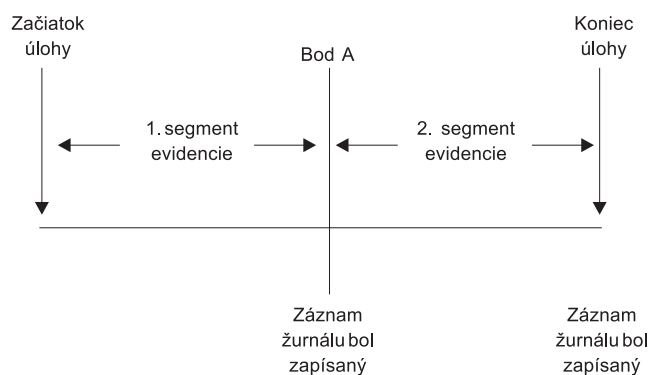 Začiatok
úlohy
Bod A
Koniec
úlohy
1. segment
evidencie
2. segment
evidencie
Záznam
žurnálu bol
zapísaný
Záznam
žurnálu bol
zapísaný